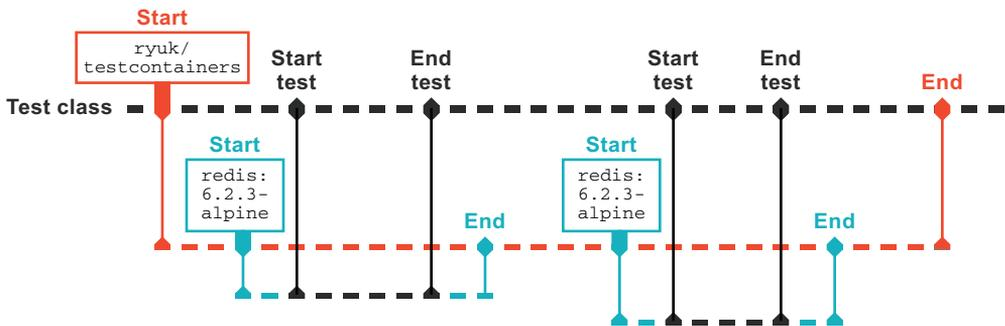 Start
ryuk/
testcontainers
Start
test
End
test
Start
test
End
test
End
Test class
Start
redis:
6.2.3-
alpine
End
Start
redis:
6.2.3-
alpine
End